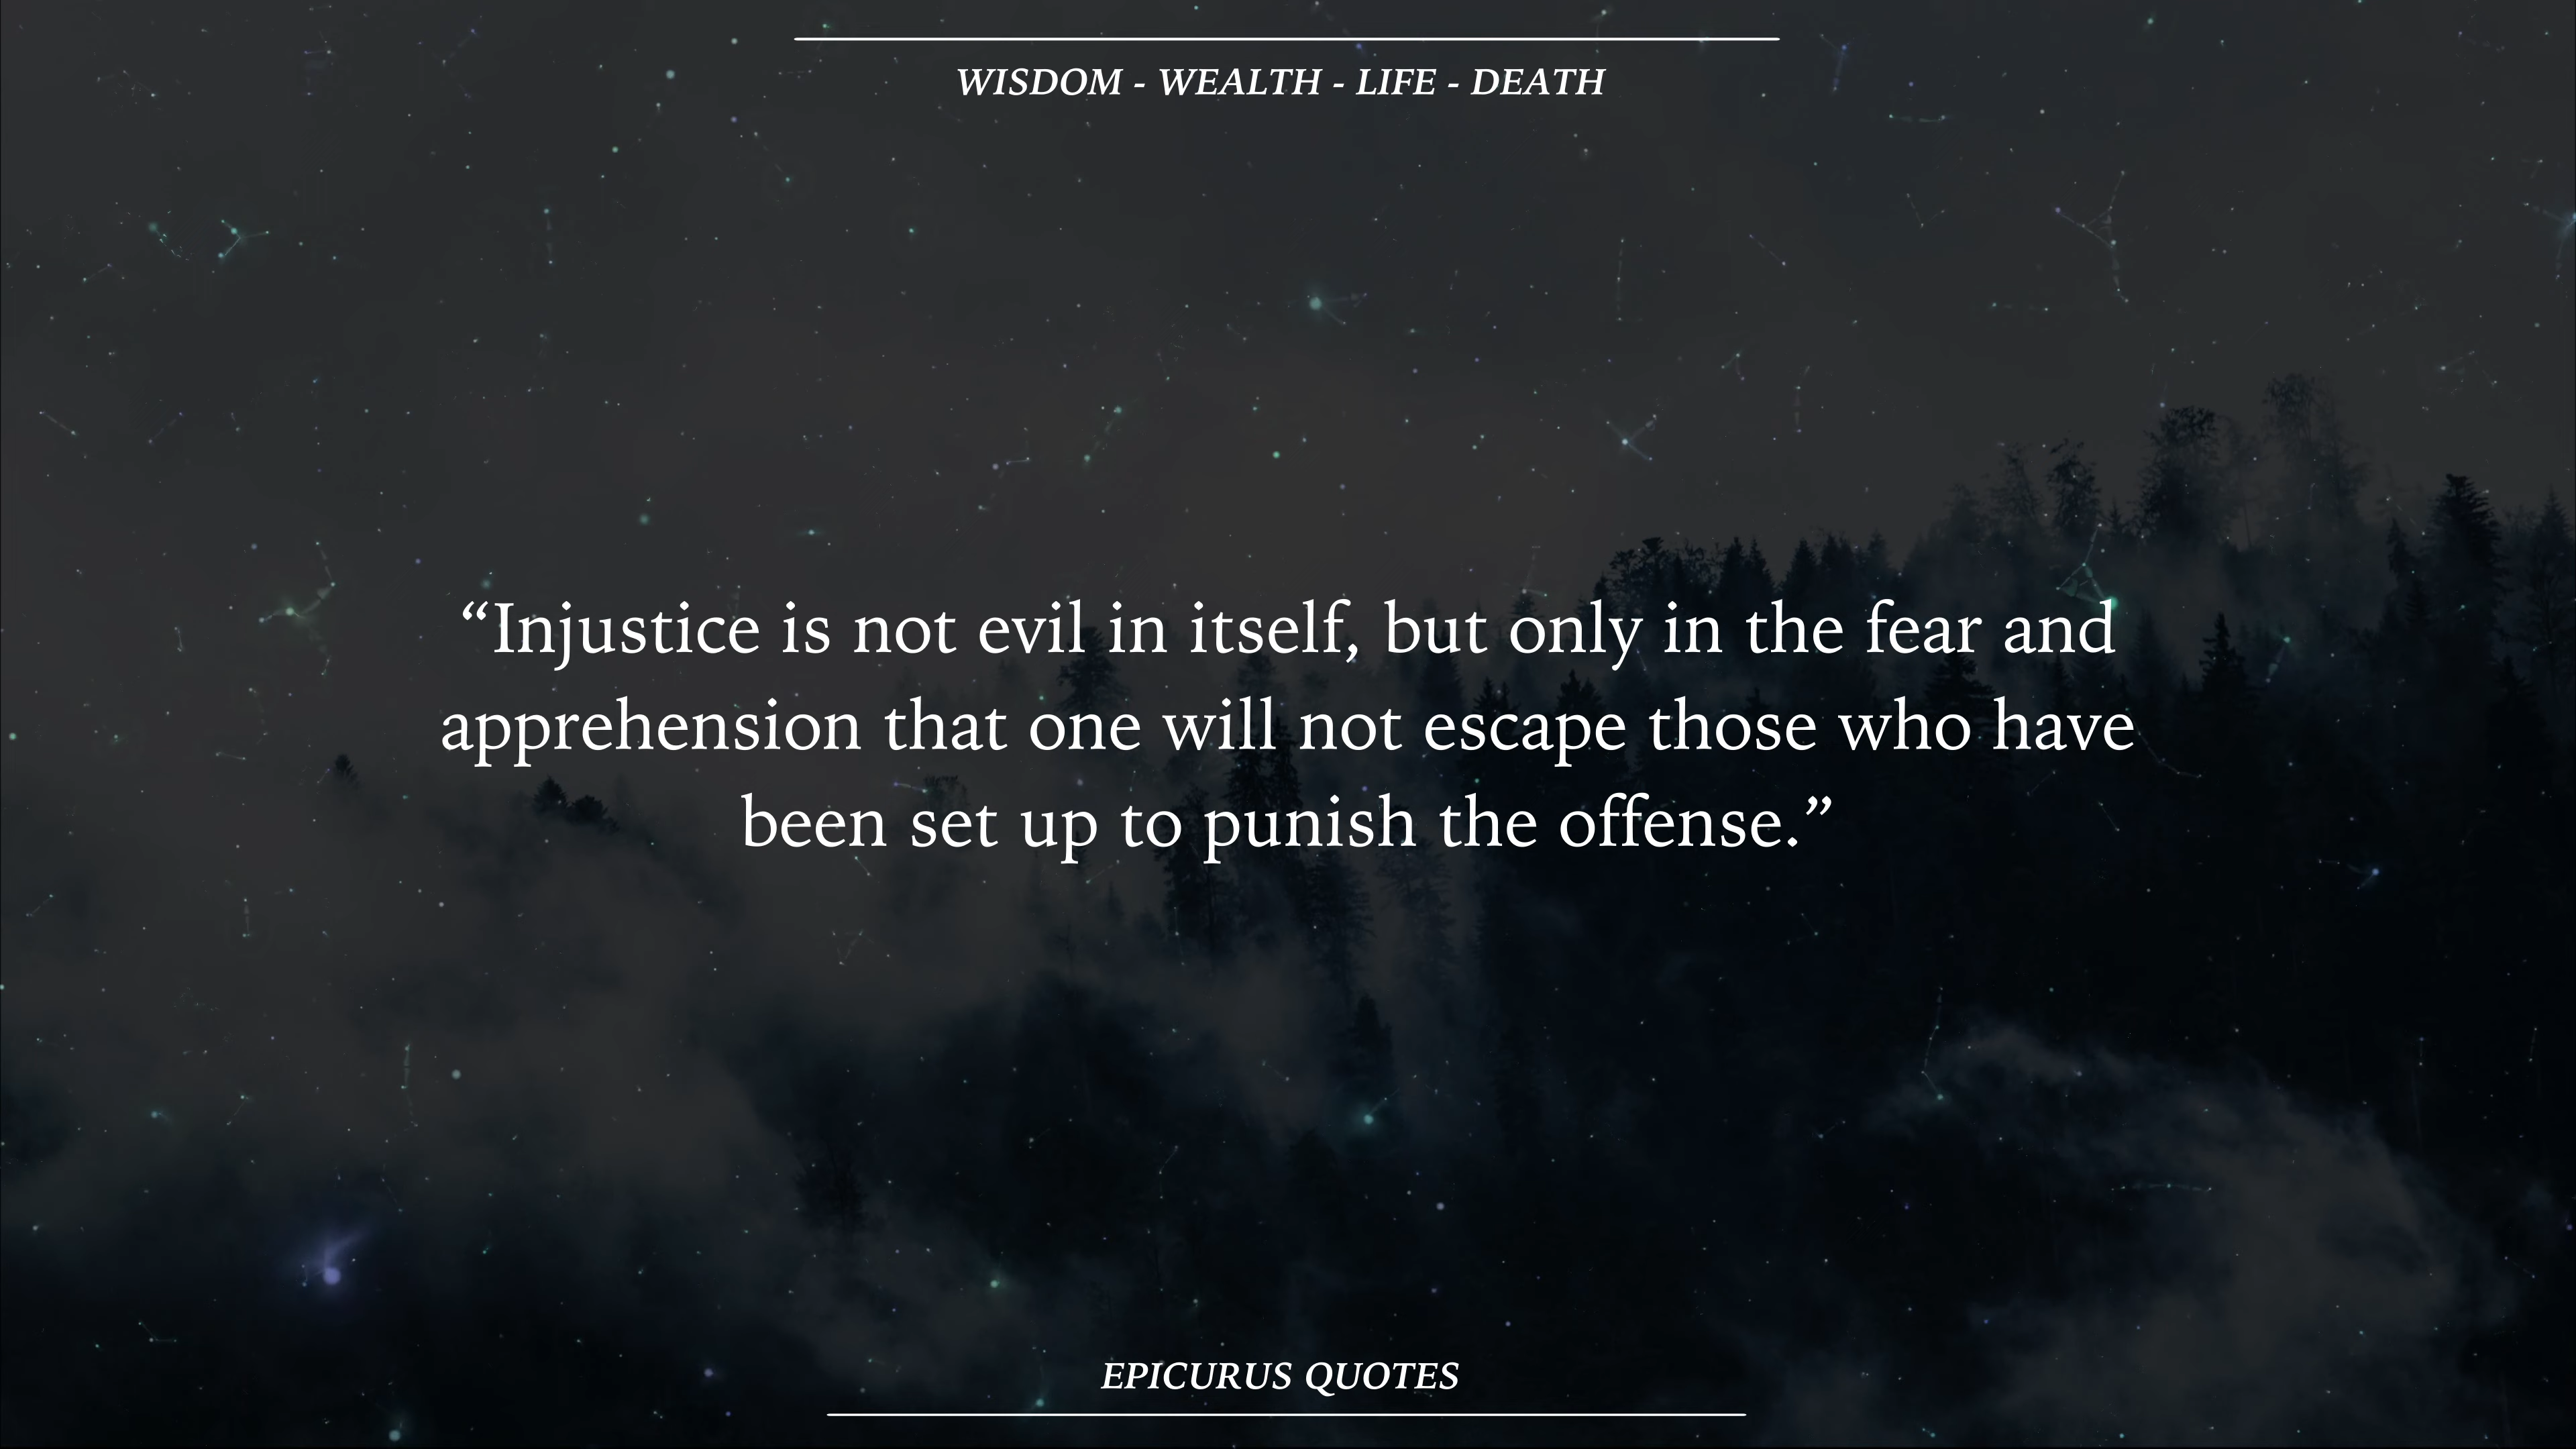 WISDOM - WEALTH - LIFE - DEATH
“Injustice is not evil in itself, but only in the fear and
apprehension that one will not escape those who have
been set up to punish the offense.”
EPICURUS QUOTES